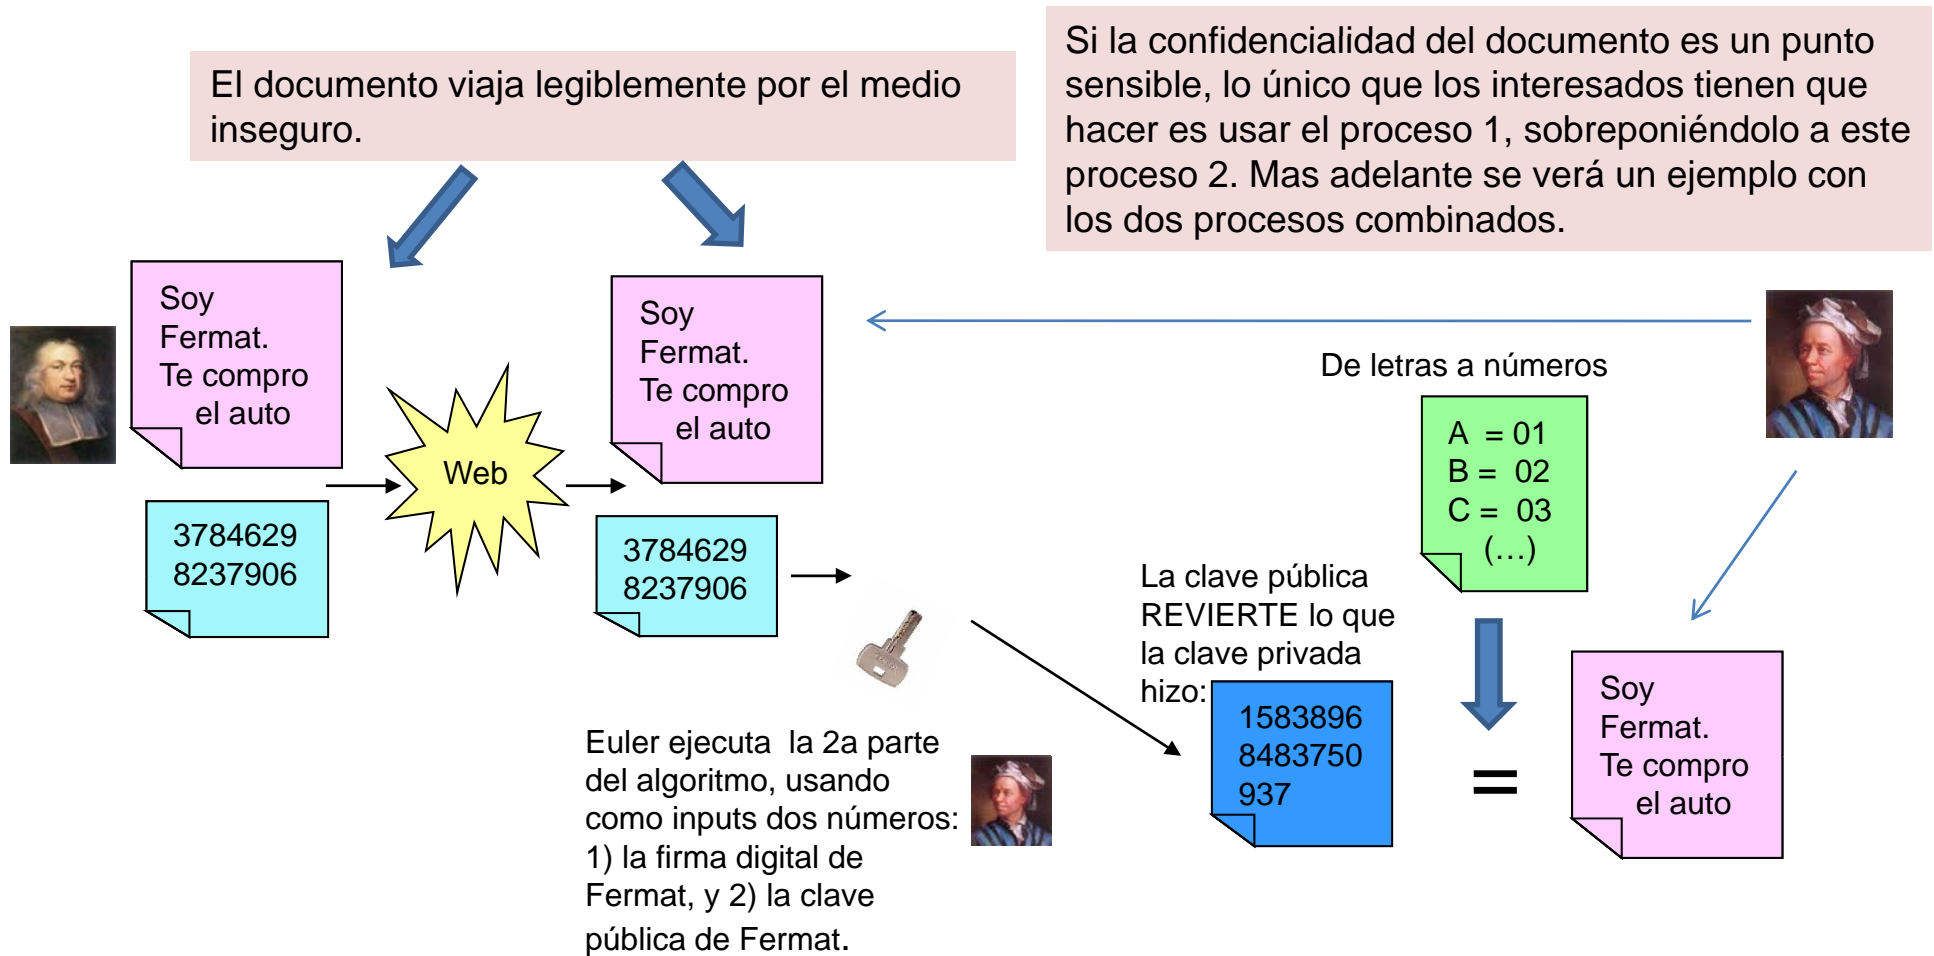 El documento viaja legiblemente por el medio
inseguro.
Si la confidencialidad del documento es un punto
sensible, lo único que los interesados tienen que
hacer es usar el proceso 1, sobreponiéndolo a este
proceso 2. Mas adelante se verá un ejemplo con
los dos procesos combinados.
Soy
Fermat.
Te compro
el auto
3784629
8237906
Web
Soy
Fermat.
Te compro
el auto
3784629
8237906
De letras a números
A = 01
B = 02
C = 03
(...)
La clave pública
REVIERTE lo que
la clave privada
hizo:
1583896
8483750
937
=
Soy
Fermat.
Te compro
el auto
Euler ejecuta la 2a parte
del algoritmo, usando
como inputs dos números:
1) la firma digital de
Fermat, y 2) la clave
pública de Fermat.